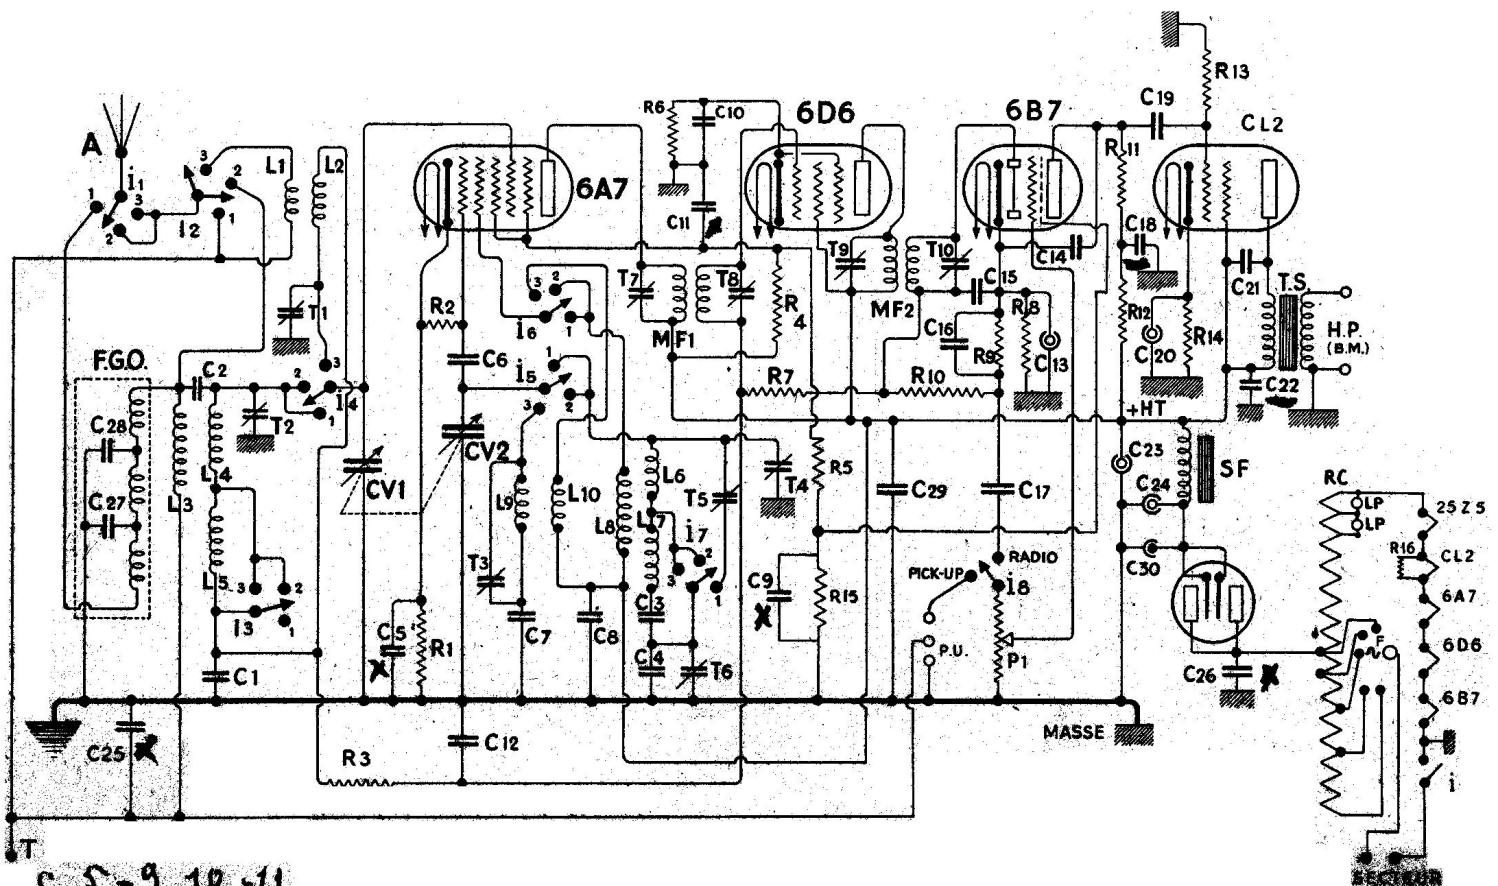 R13
C19
6D6
6B7
CL2
R6
C10
A
i1
i2
3
2
1
1
3
2
L1
L2
6A7
R11
C11
C18
C14
T9
T10
C15
T7
T8
R4
MF1
MF2
R8
C16
R9
C13
R12
C20
R14
C21
T.S.
H.P.
(B.M.)
C22
T1
R2
C6
i6
3
2
1
i5
1
2
3
F.G.O.
C2
2
3
1
i4
T2
R7
R10
+HT
C28
C27
L4
L3
L5
CV1
CV2
L9
L10
L8
L6
L7
T5
T4
R5
C29
C17
C23
C24
SF
C30
RC
LP
LP
25Z5
R16
CL2
6A7
6D6
6B7
i
F
i3
3
2
1
C1
C5
R1
T3
C7
C8
C3
C4
i7
2
3
1
T6
C9
R15
RADIO
PICK-UP
i8
P.U.
P1
C26
MASSE
C25
C12
R3
T
C 5-9 10-11
SECTEUR